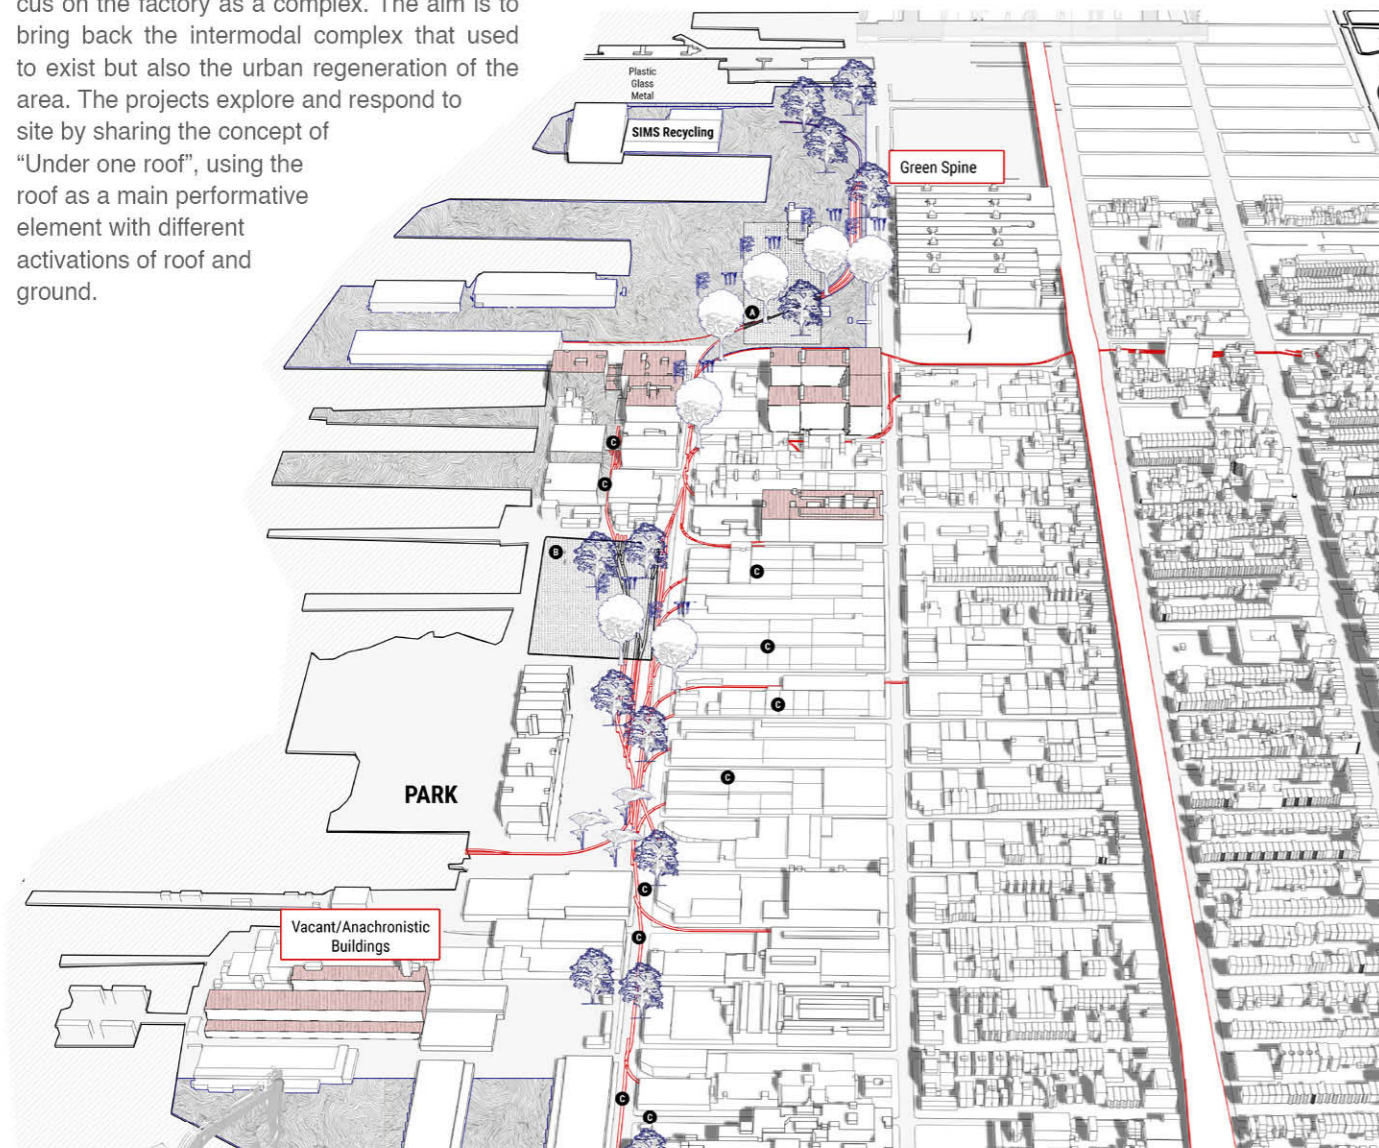 cus on the factory as a complex. The aim is to
bring back the intermodal complex that used
to exist but also the urban regeneration of the
area. The projects explore and respond to
site by sharing the concept of
“Under one roof”, using the
roof as a main performative
element with different
activations of roof and
ground.
Plastic
Glass
Metal
SIMS Recycling
Green Spine
A
C
C
B
C
C
C
PARK
C
C
Vacant/Anachronistic
Buildings
C
C
C